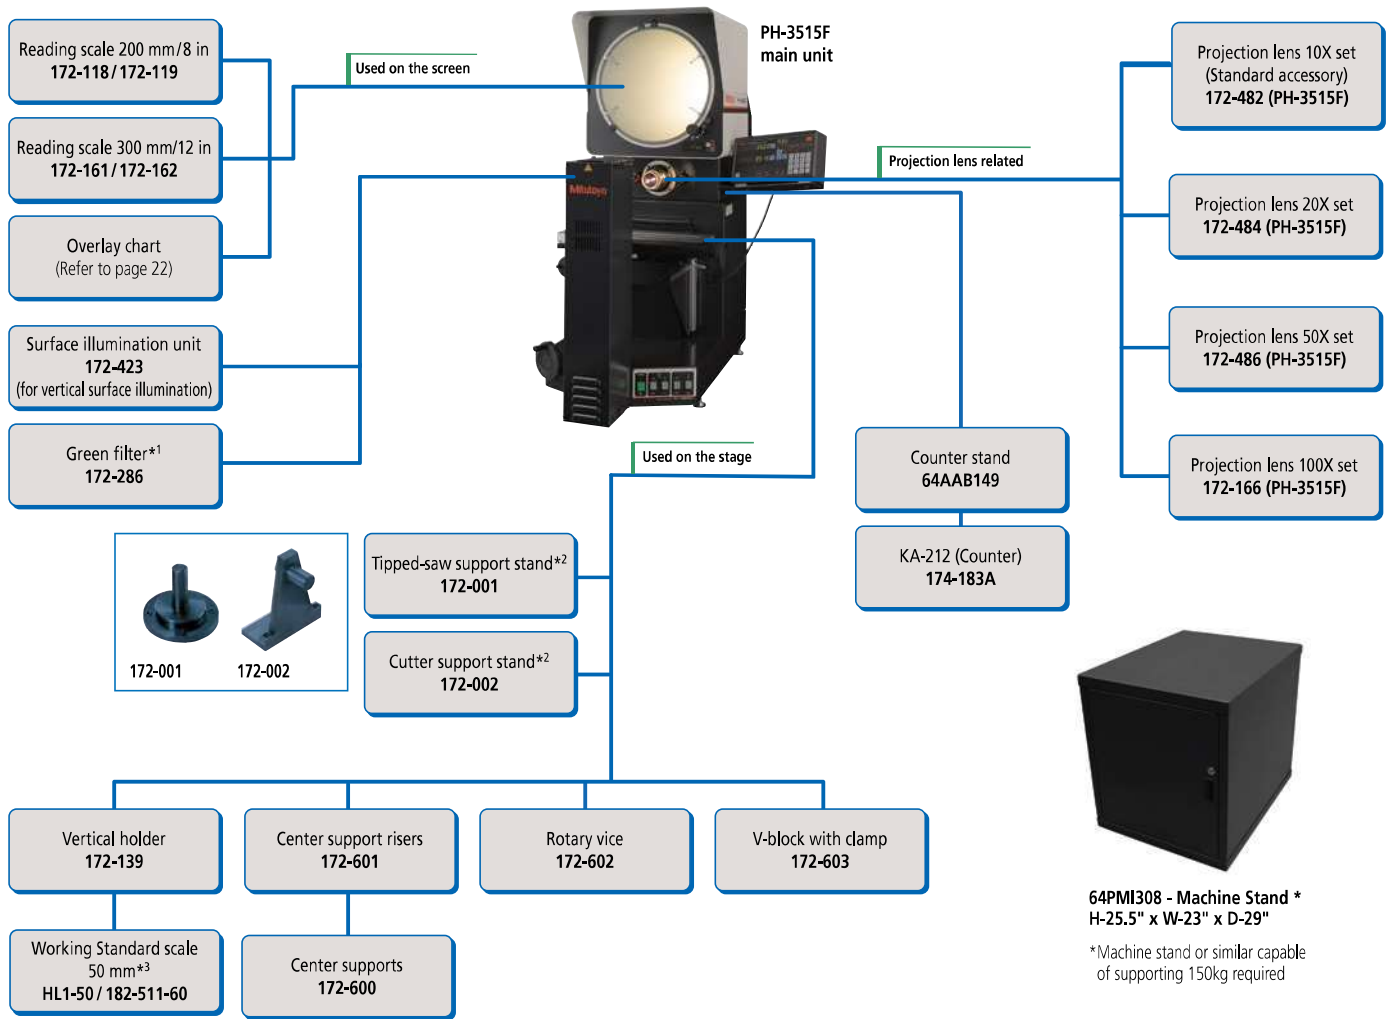 PH-3515F
main unit
Reading scale 200 mm/8 in
172-118 / 172-119
Used on the screen
Reading scale 300 mm/12 in
172-161 / 172-162
Overlay chart
(Refer to page 22)
Surface illumination unit
172-423
(for vertical surface illumination)
Green filter*1
172-286
Mitutoyo
Projection lens related
Projection lens 10X set
(Standard accessory)
172-482 (PH-3515F)
Projection lens 20X set
172-484 (PH-3515F)
Projection lens 50X set
172-486 (PH-3515F)
Projection lens 100X set
172-166 (PH-3515F)
Used on the stage
Counter stand
64AAB149
KA-212 (Counter)
174-183A
172-001
172-002
Tipped-saw support stand*2
172-001
Cutter support stand*2
172-002
Vertical holder
172-139
Center support risers
172-601
Rotary vice
172-602
V-block with clamp
172-603
Working Standard scale
50 mm*3
HL1-50 / 182-511-60
Center supports
172-600
64PMI308 - Machine Stand *
H-25.5" x W-23" x D-29"
*Machine stand or similar capable
of supporting 150kg required